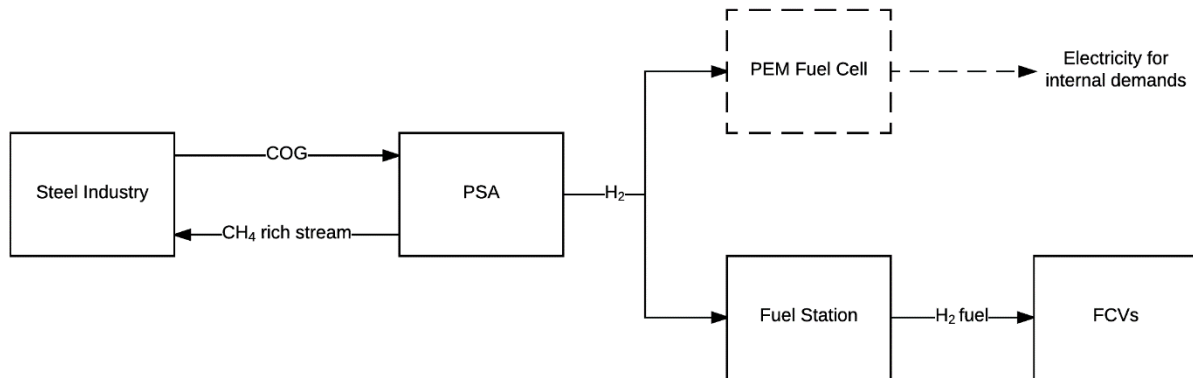 PEM Fuel Cell
Electricity for
internal demands
COG
Steel Industry
PSA
H₂
CH₄ rich stream
Fuel Station
H₂ fuel
FCVs